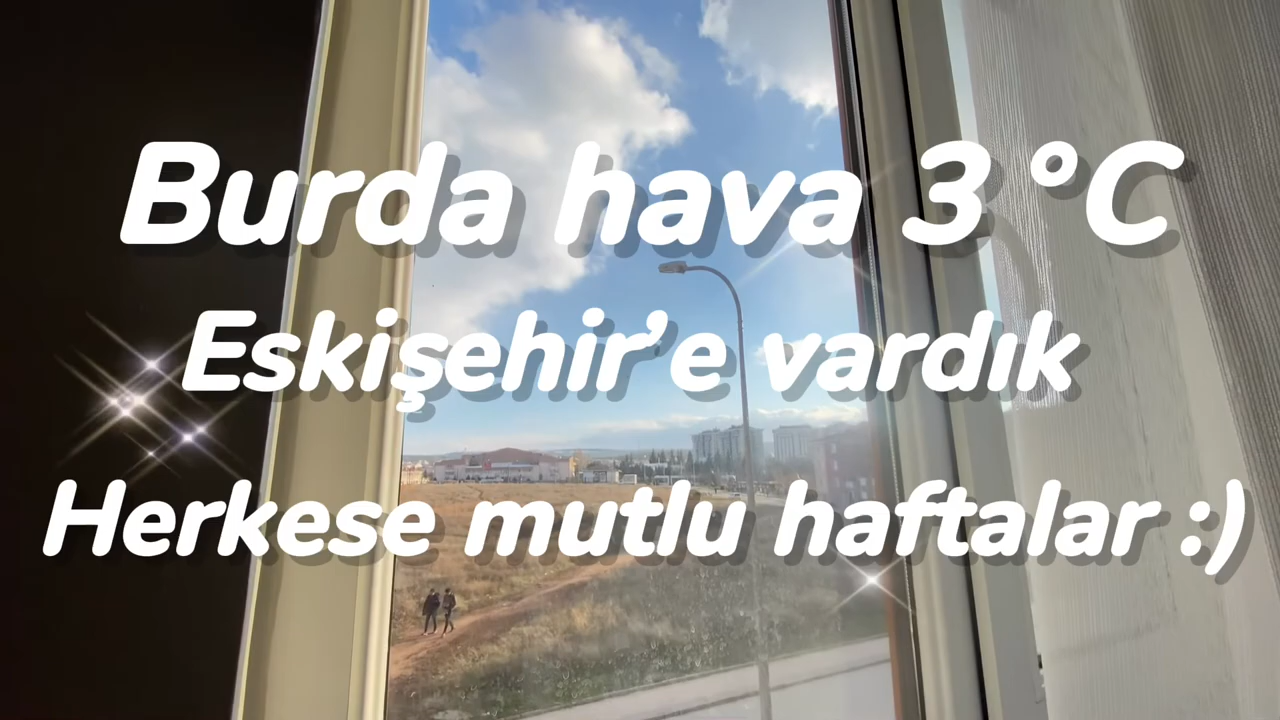 Burda hava 3 °C
Eskişehir’e vardık
Herkese mutlu haftalar :)